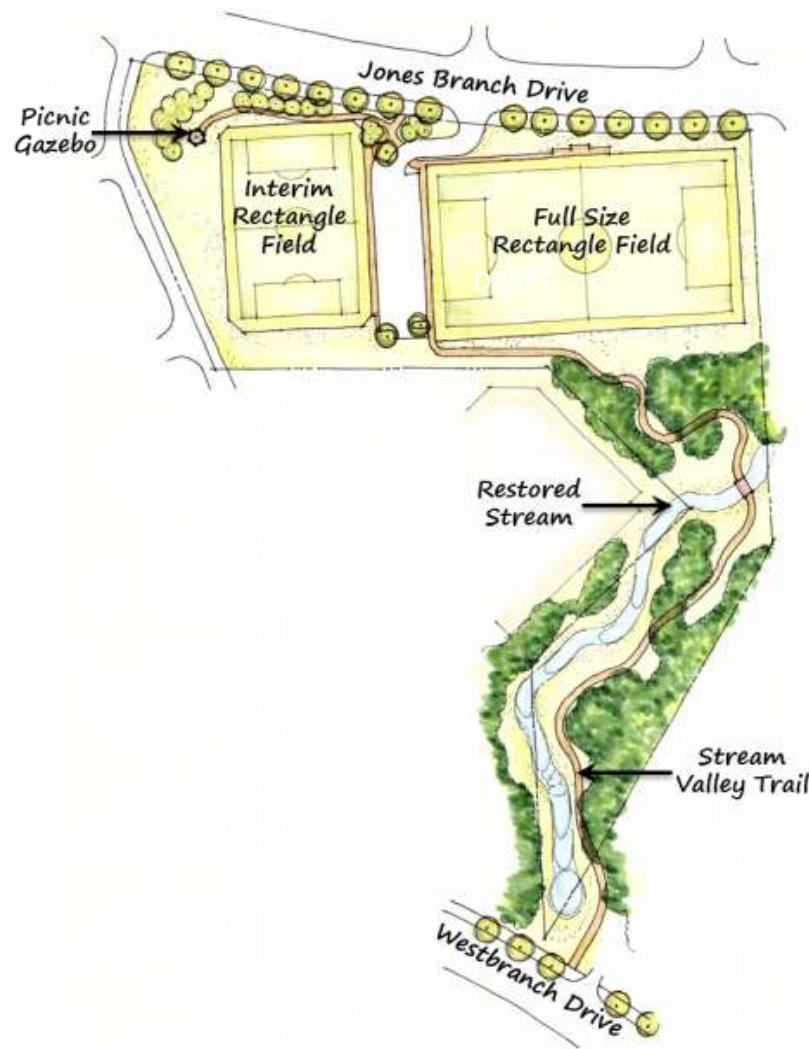 Jones Branch Drive
Picnic
Gazebo
Interim
Rectangle
Field
Full Size
Rectangle Field
DRAFT
Restored
Stream
Stream
Valley Trail
Westbranch Drive